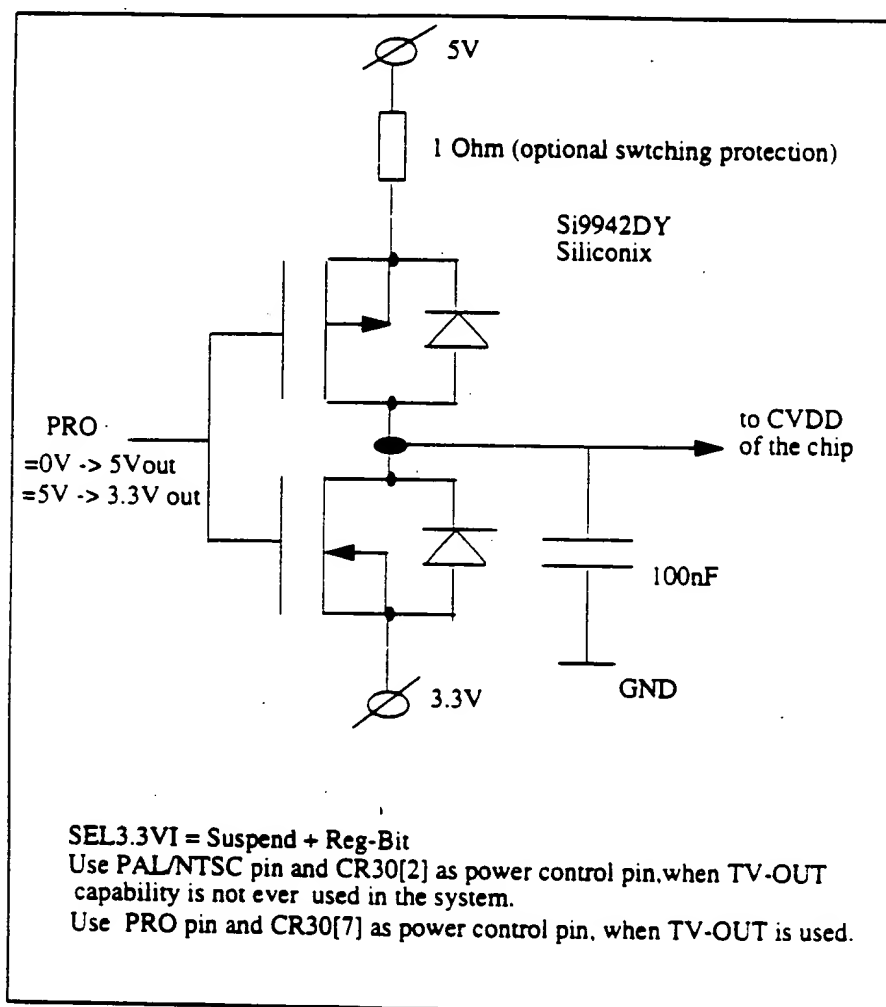 5V
1 Ohm (optional swtching protection)
Si9942DY
Siliconix
PRO
=0V -> 5Vout
=5V -> 3.3V out
to CVDD
of the chip
100nF
GND
3.3V
SEL3.3VI = Suspend + Reg-Bit
Use PAL/NTSC pin and CR30[2] as power control pin,when TV-OUT
capability is not ever used in the system.
Use PRO pin and CR30[7] as power control pin, when TV-OUT is used.